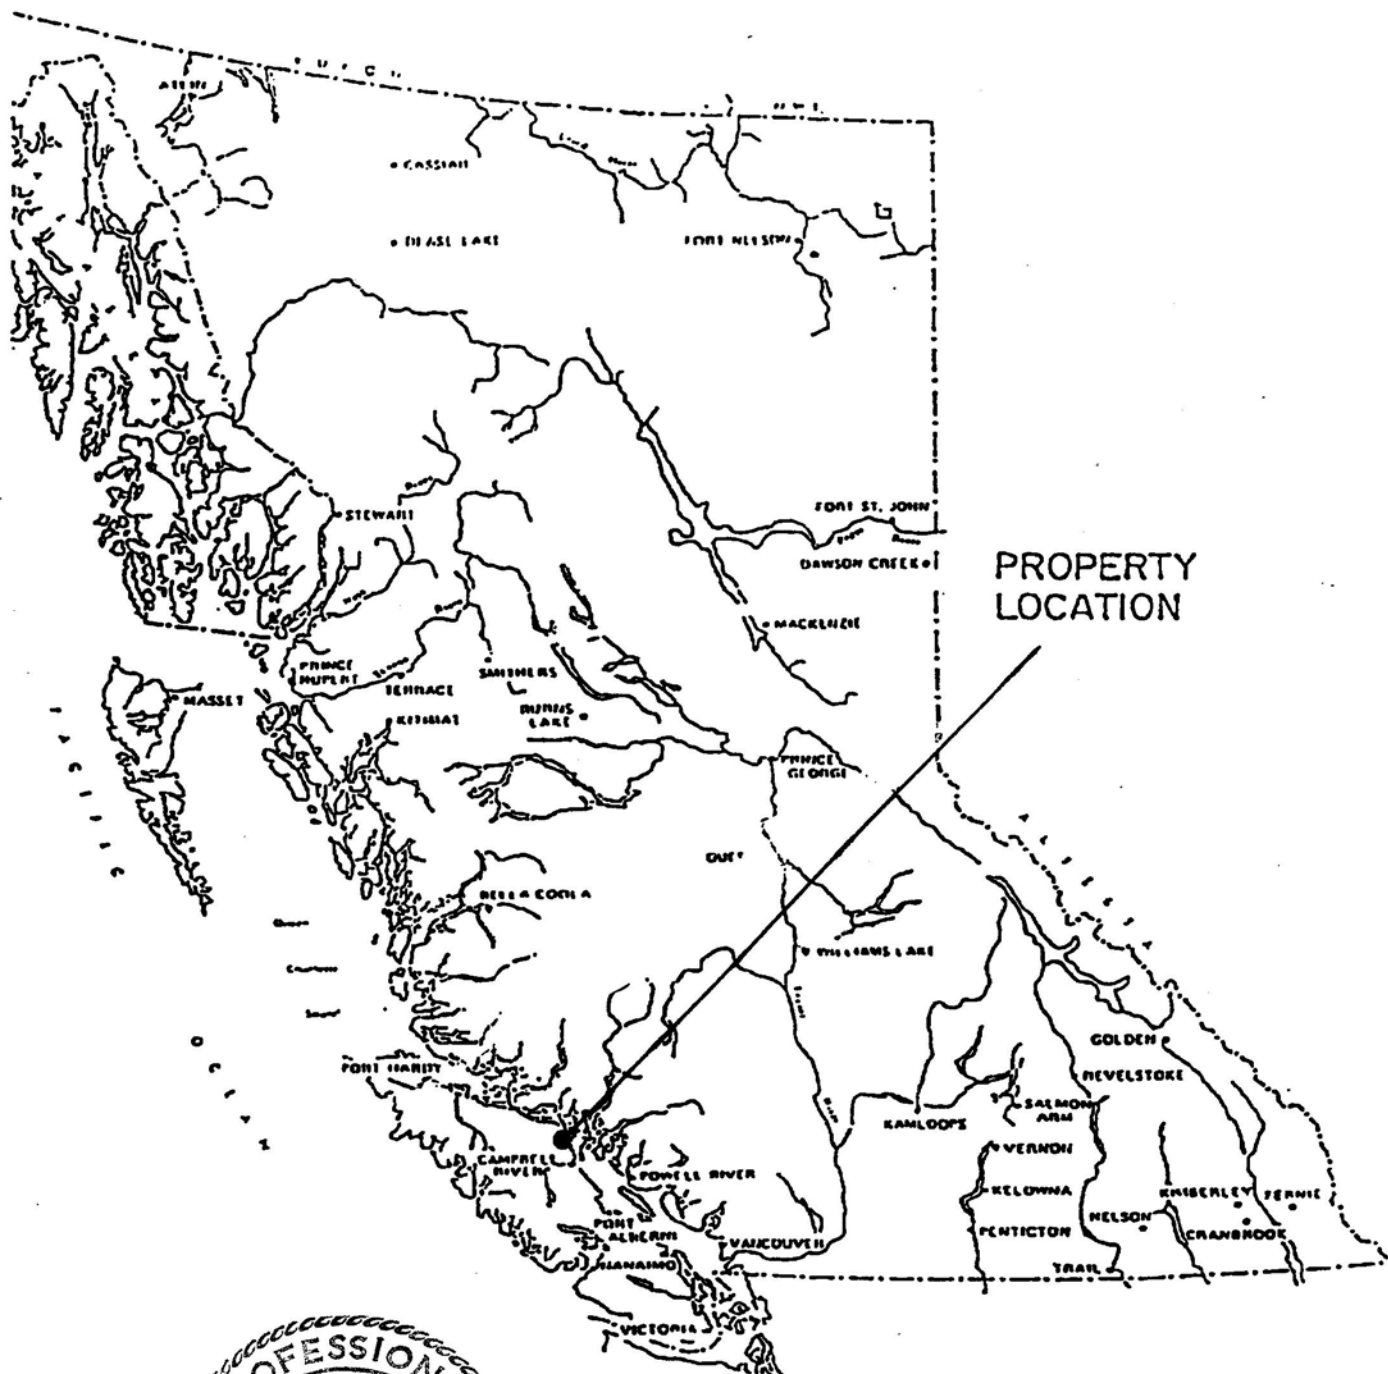 CASSIAR
DEASE LAKE
FORT NELSON
STEWART
FORT ST. JOHN
DAWSON CREEK
PROPERTY
LOCATION
MACKENZIE
PRINCE
RUPERT
TERRACE
SMITHERS
MASSET
KITIMAT
BURNS
LAKE
PRINCE
GEORGE
PACIFIC
ALBERTA
BELLA COOLA
WILLIAMS LAKE
OCEAN
PORT HARDY
GOLDEN
REVELSTOKE
SALMON
ARM
KAMLOOPS
VERNON
CAMPBELL
RIVER
POWELL RIVER
KELOWNA
KIMBERLEY
FERNIE
NELSON
CRANBROOK
PORT
ALBERNI
PENTICTON
VANCOUVER
NANAIMO
TRAIL
VICTORIA
OFESSION